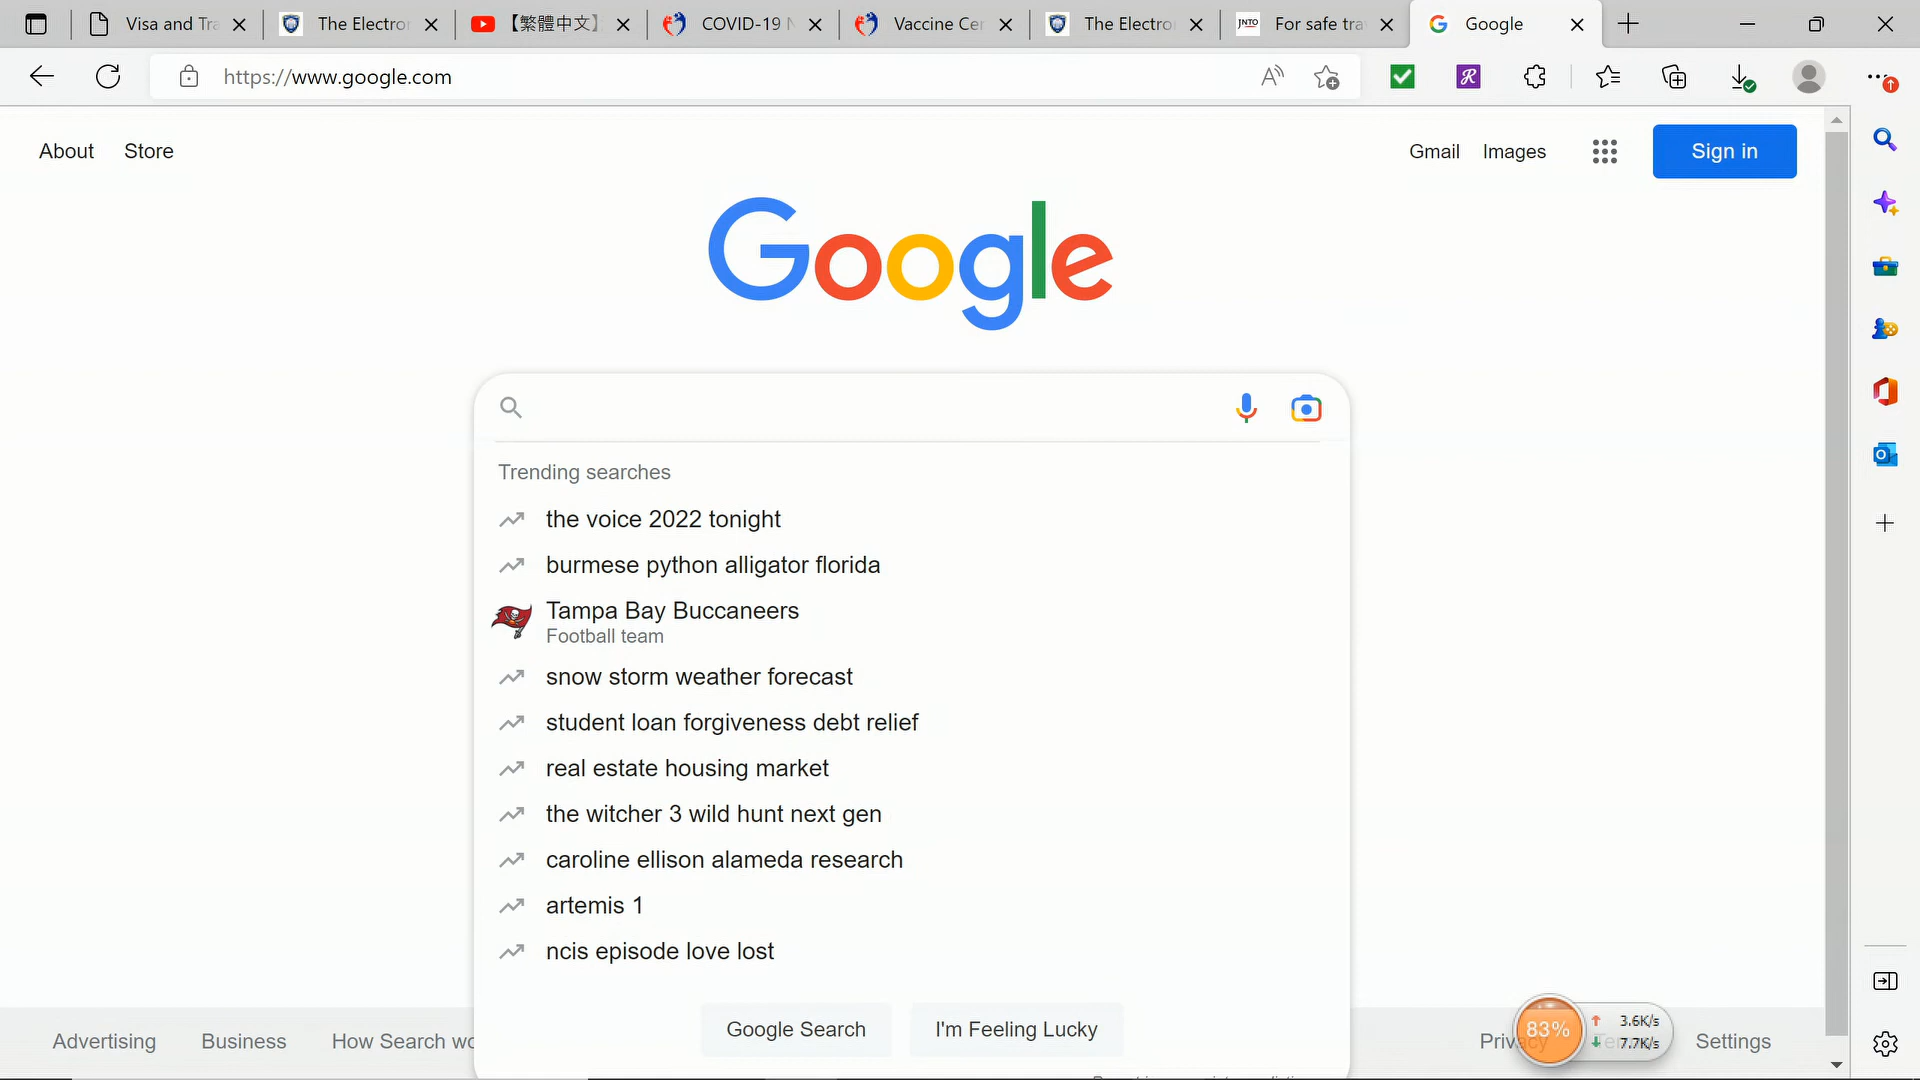 Visa and Tra
The Electro
【繁體中文】
COVID-19 N
Vaccine Cer
The Electro
JNTO
For safe tra
Google
https://www.google.com
About
Store
Gmail
Images
Sign in
Google
Trending searches
the voice 2022 tonight
burmese python alligator florida
Tampa Bay Buccaneers
Football team
snow storm weather forecast
student loan forgiveness debt relief
real estate housing market
the witcher 3 wild hunt next gen
caroline ellison alameda research
artemis 1
ncis episode love lost
Google Search
I'm Feeling Lucky
Advertising
Business
How Search wo
83%
3.6K/s
7.7K/s
Settings